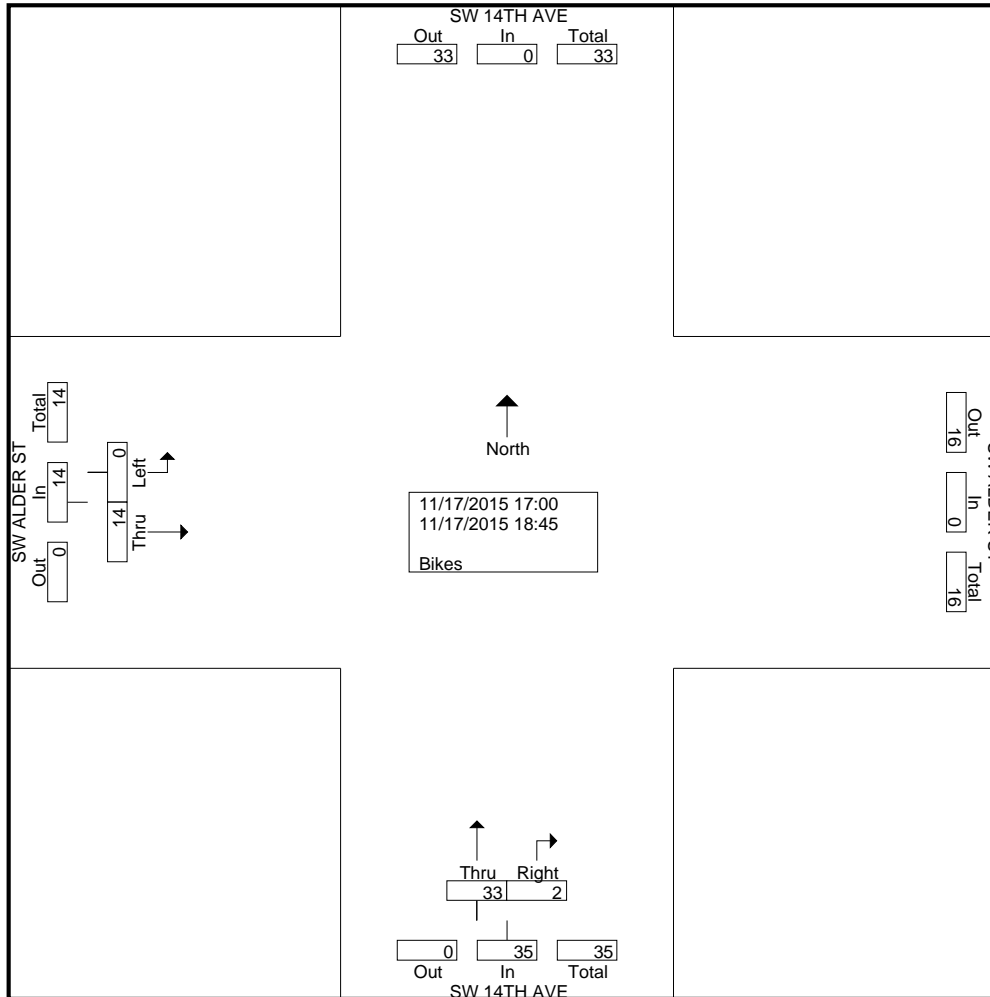 SW 14TH AVE
Out In Total
33 0 33
SW ALDER ST
Total In Out
14 14 0
0 14
Left Thru
North
11/17/2015 17:00
11/17/2015 18:45
Bikes
Out In Total
16 0 16
Thru Right
33 2
0 35 35
Out In Total
SW 14TH AVE